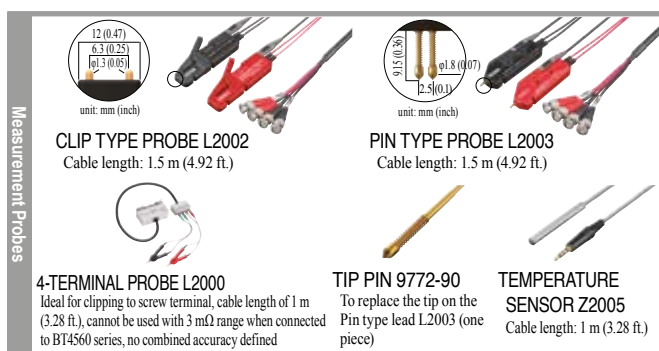 Measurement Probes
12 (0.47)
6.3 (0.25)
φ1.3 (0.05)
unit: mm (inch)
CLIP TYPE PROBE L2002
Cable length: 1.5 m (4.92 ft.)
9.15 (0.36)
φ1.8 (0.07)
2.5 (0.1)
unit: mm (inch)
PIN TYPE PROBE L2003
Cable length: 1.5 m (4.92 ft.)
4-TERMINAL PROBE L2000
Ideal for clipping to screw terminal, cable length of 1 m
(3.28 ft.), cannot be used with 3 mΩ range when connected
to BT4560 series, no combined accuracy defined
TIP PIN 9772-90
To replace the tip on the
Pin type lead L2003 (one
piece)
TEMPERATURE
SENSOR Z2005
Cable length: 1 m (3.28 ft.)